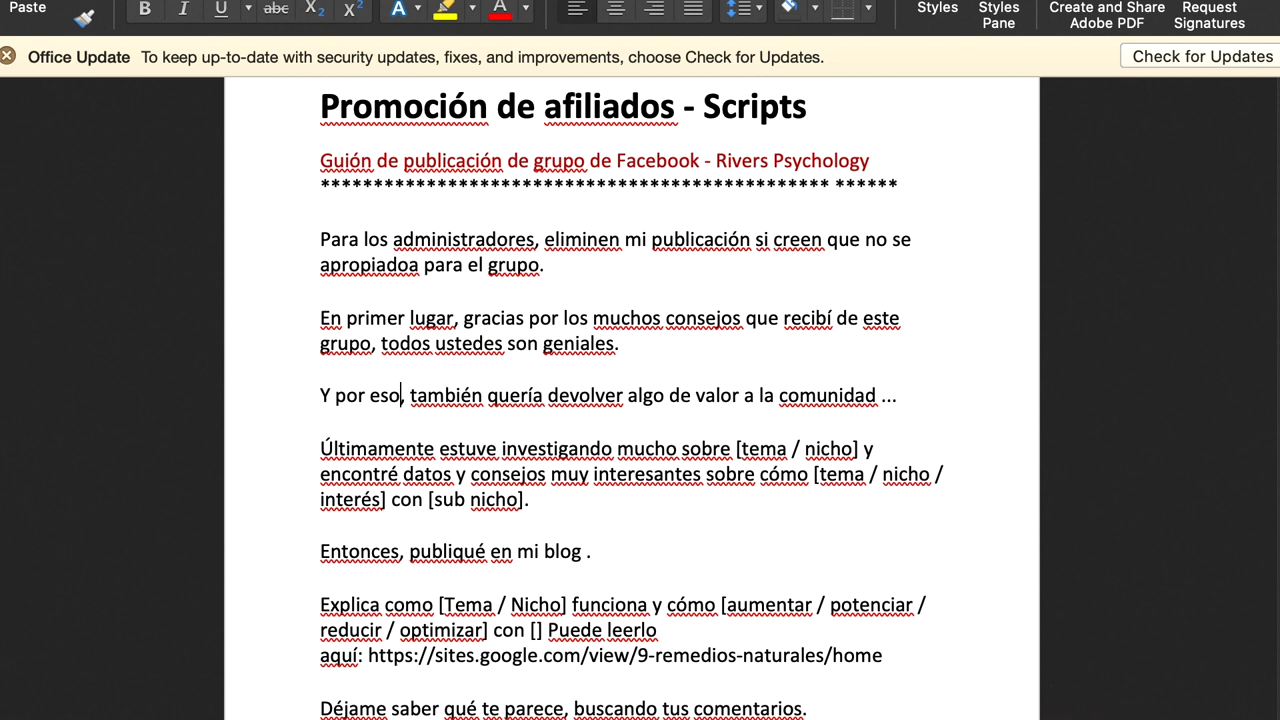 Paste
B I U abc X2 X2 A A
Styles
Styles Pane
Create and Share Adobe PDF
Request Signatures
Office Update To keep up-to-date with security updates, fixes, and improvements, choose Check for Updates.
Check for Updates
Promoción de afiliados - Scripts
Guión de publicación de grupo de Facebook - Rivers Psychology
************************************************ ******
Para los administradores, eliminen mi publicación si creen que no se
apropiadoa para el grupo.
En primer lugar, gracias por los muchos consejos que recibí de este
grupo, todos ustedes son geniales.
Y por eso, también quería devolver algo de valor a la comunidad ...
Últimamente estuve investigando mucho sobre [tema / nicho] y
encontré datos y consejos muy interesantes sobre cómo [tema / nicho /
interés] con [sub nicho].
Entonces, publiqué en mi blog .
Explica como [Tema / Nicho] funciona y cómo [aumentar / potenciar /
reducir / optimizar] con [] Puede leerlo
aquí: https://sites.google.com/view/9-remedios-naturales/home
Déjame saber qué te parece, buscando tus comentarios.